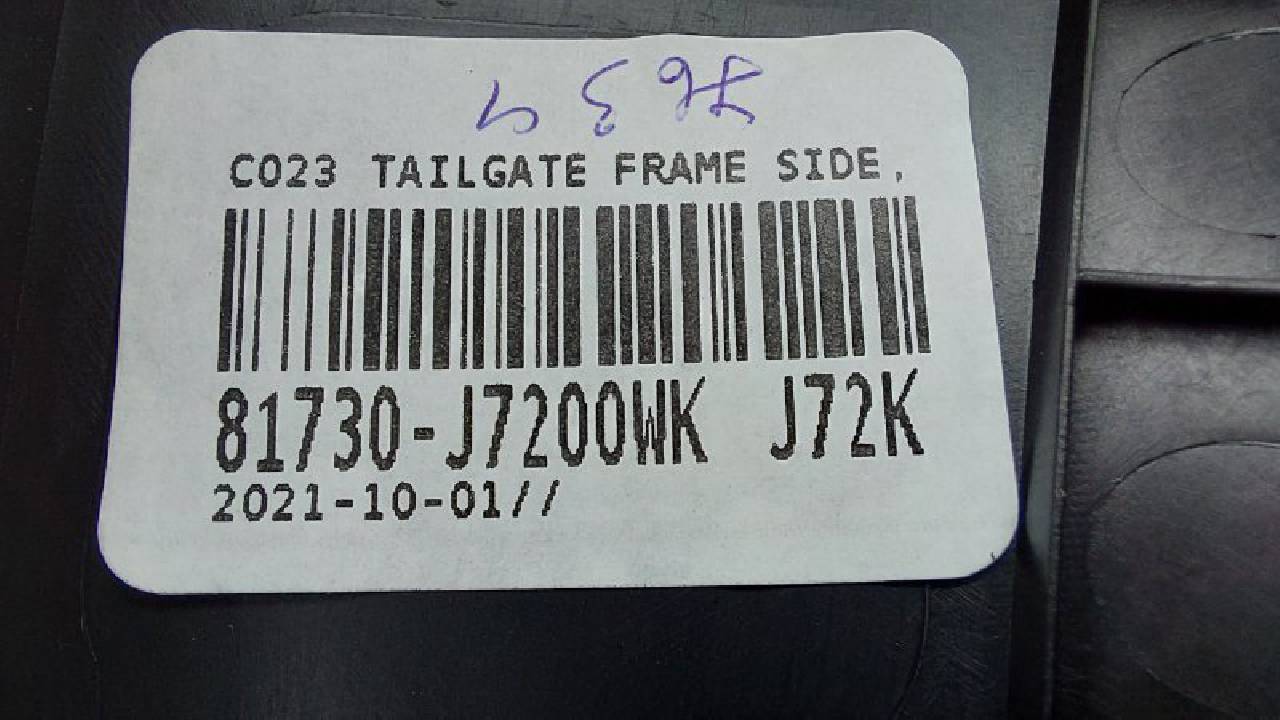 C023 TAILGATE FRAME SIDE,
81730-J7200WK J72K
2021-10-01//